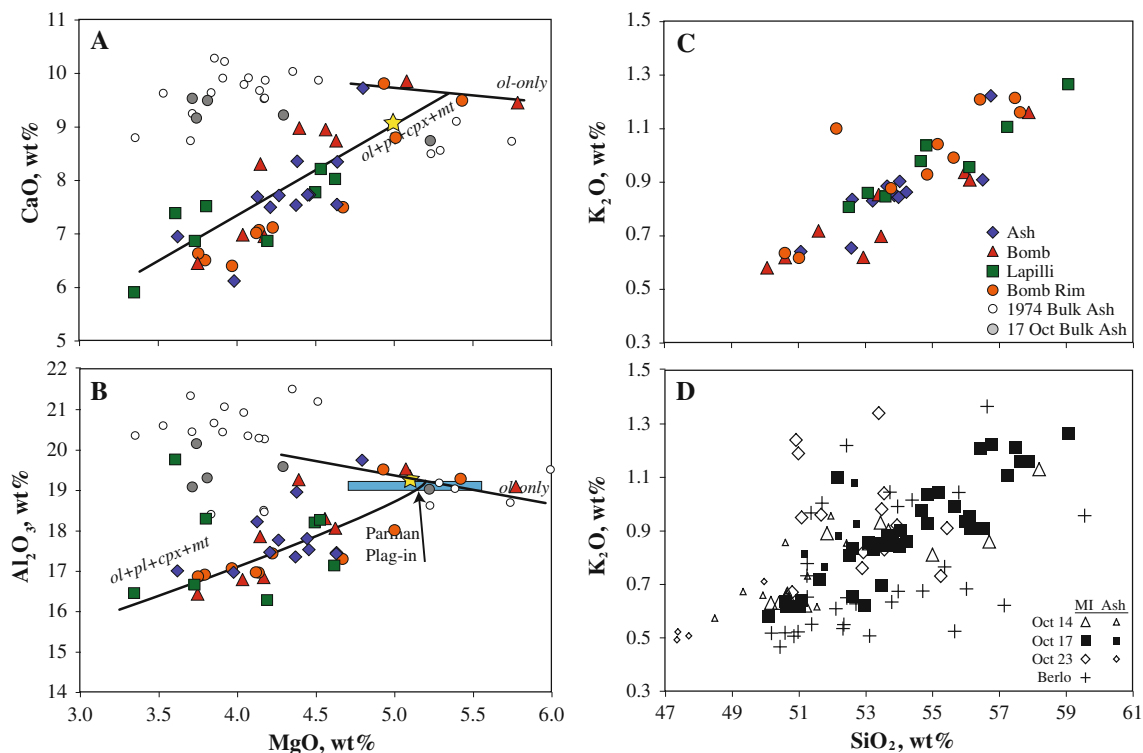 A
11
10
9
8
7
6
5
CaO, wt%
ol-only
ol+pl+cpx+mt
B
22
21
20
19
18
17
16
15
14
Al2O3, wt%
ol-only
ol+pl+cpx+mt
Parman
Plag-in
3.0 3.5 4.0 4.5 5.0 5.5 6.0
MgO, wt%
C
1.5
1.3
1.1
0.9
0.7
0.5
0.3
K2O, wt%
Ash
Bomb
Lapilli
Bomb Rim
1974 Bulk Ash
17 Oct Bulk Ash
D
1.5
1.3
1.1
0.9
0.7
0.5
0.3
K2O, wt%
MI Ash
Oct 14
Oct 17
Oct 23
Berlo
47 49 51 53 55 57 59 61
SiO2, wt%